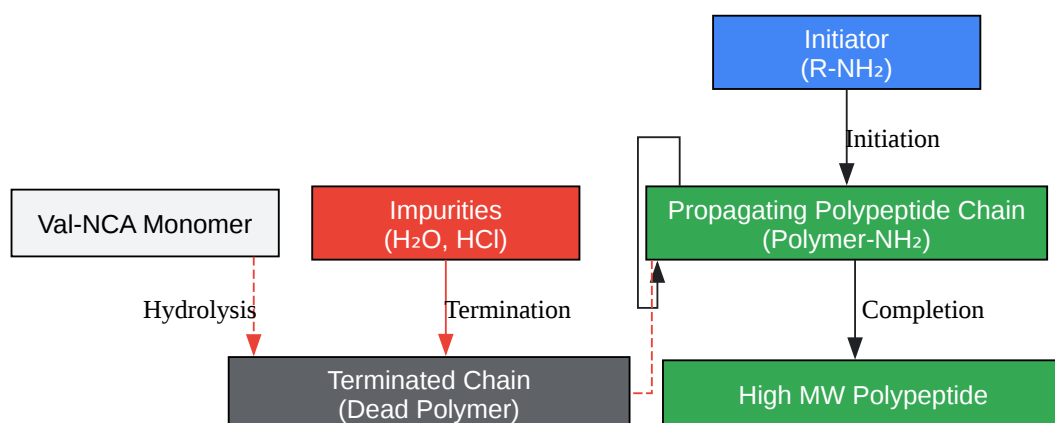 Initiator
(R-NH₂)
Initiation
Val-NCA Monomer
Impurities
(H₂O, HCl)
Propagating Polypeptide Chain
(Polymer-NH₂)
Hydrolysis
Termination
Completion
Terminated Chain
(Dead Polymer)
High MW Polypeptide